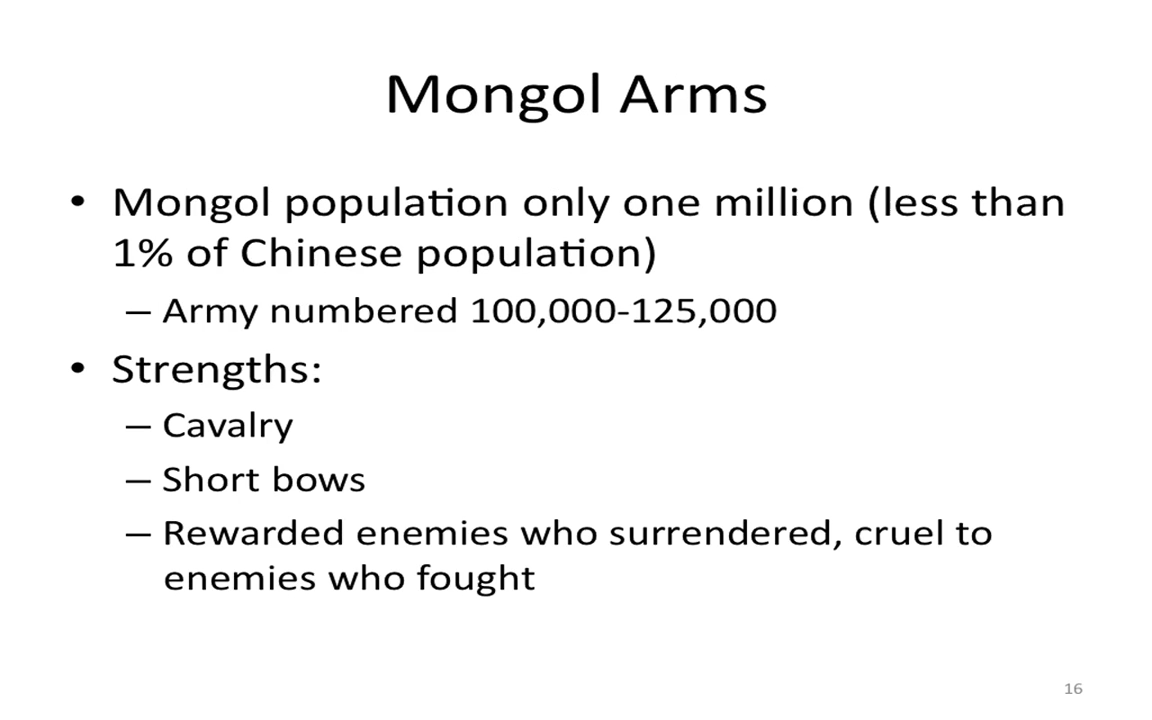 Mongol Arms
• Mongol population only one million (less than
1% of Chinese population)
– Army numbered 100,000-125,000
• Strengths:
– Cavalry
– Short bows
– Rewarded enemies who surrendered, cruel to
enemies who fought
16